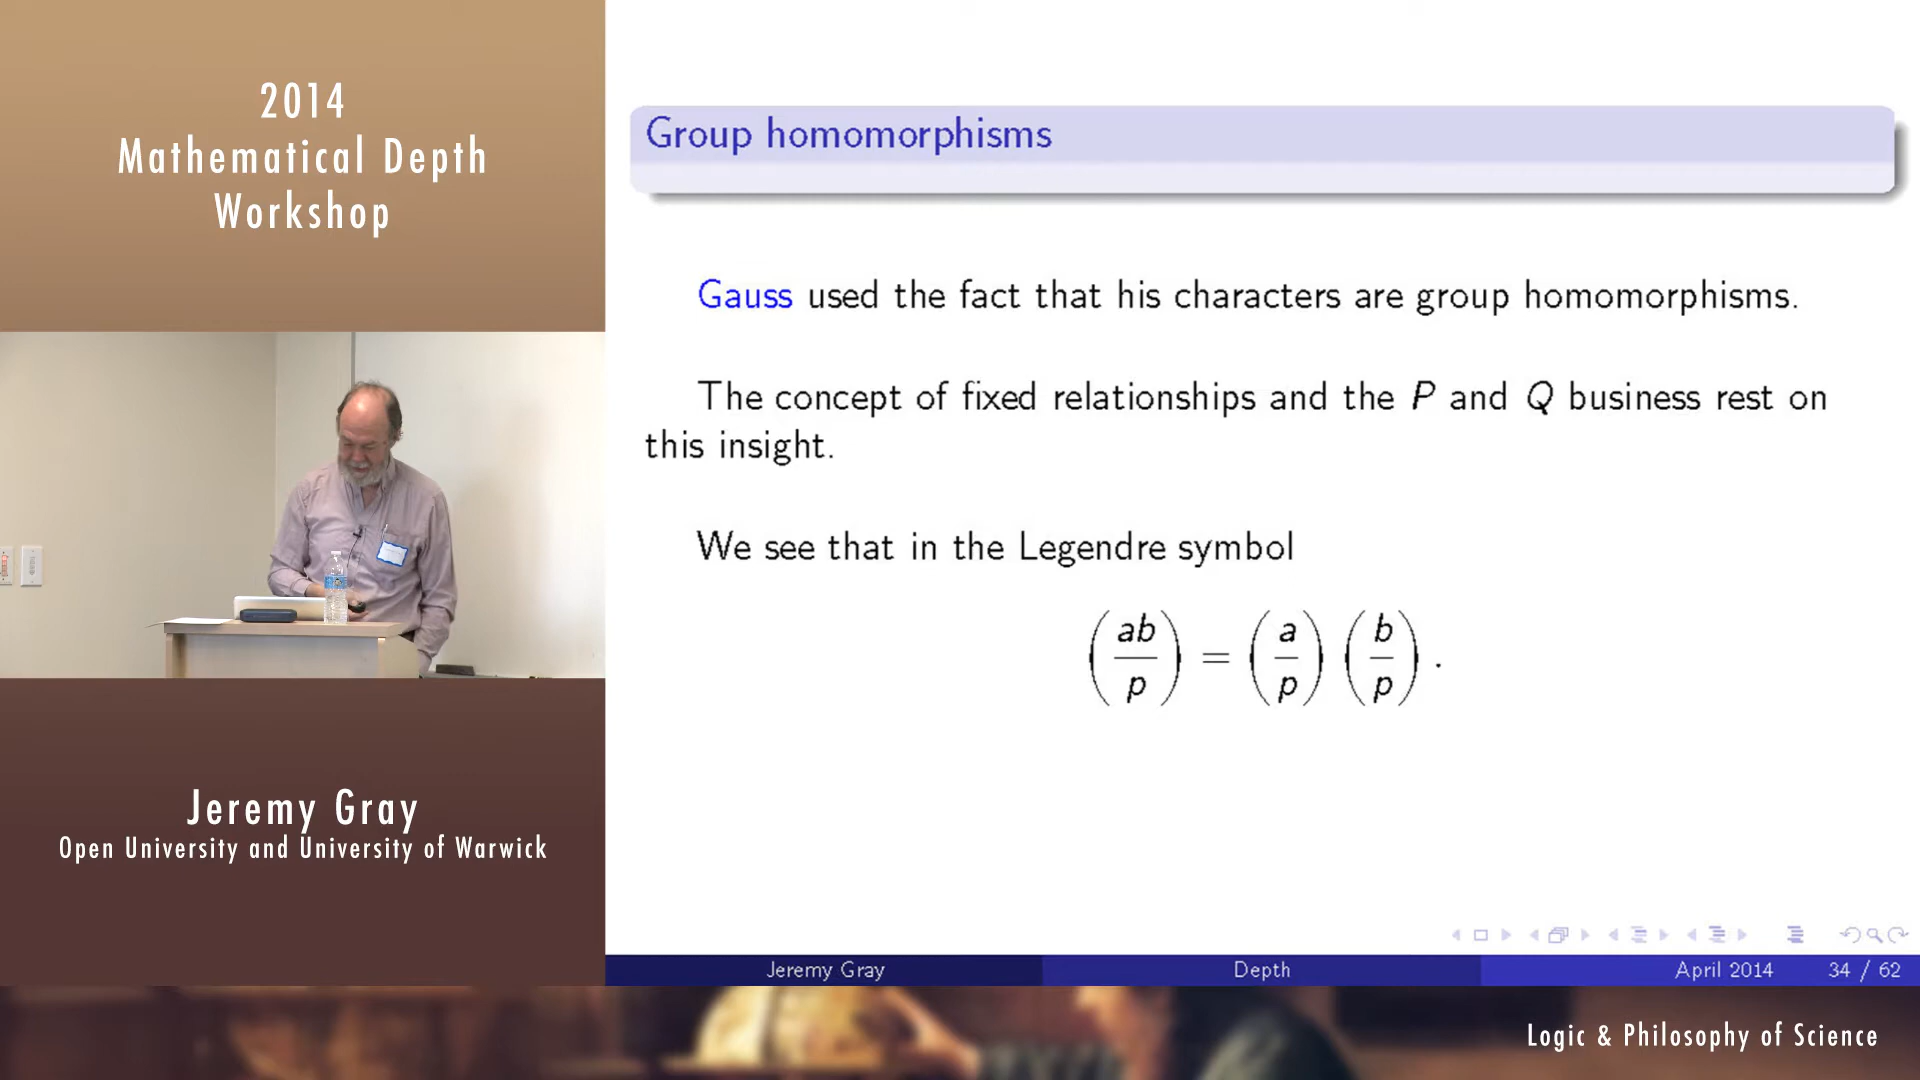 2014
Mathematical Depth
Workshop
Jeremy Gray
Open University and University of Warwick
Group homomorphisms
Gauss used the fact that his characters are group homomorphisms.
The concept of fixed relationships and the P and Q business rest on
this insight.
We see that in the Legendre symbol
(ab/p) = (a/p) (b/p).
Jeremy Gray Depth April 2014 34 / 62
Logic & Philosophy of Science